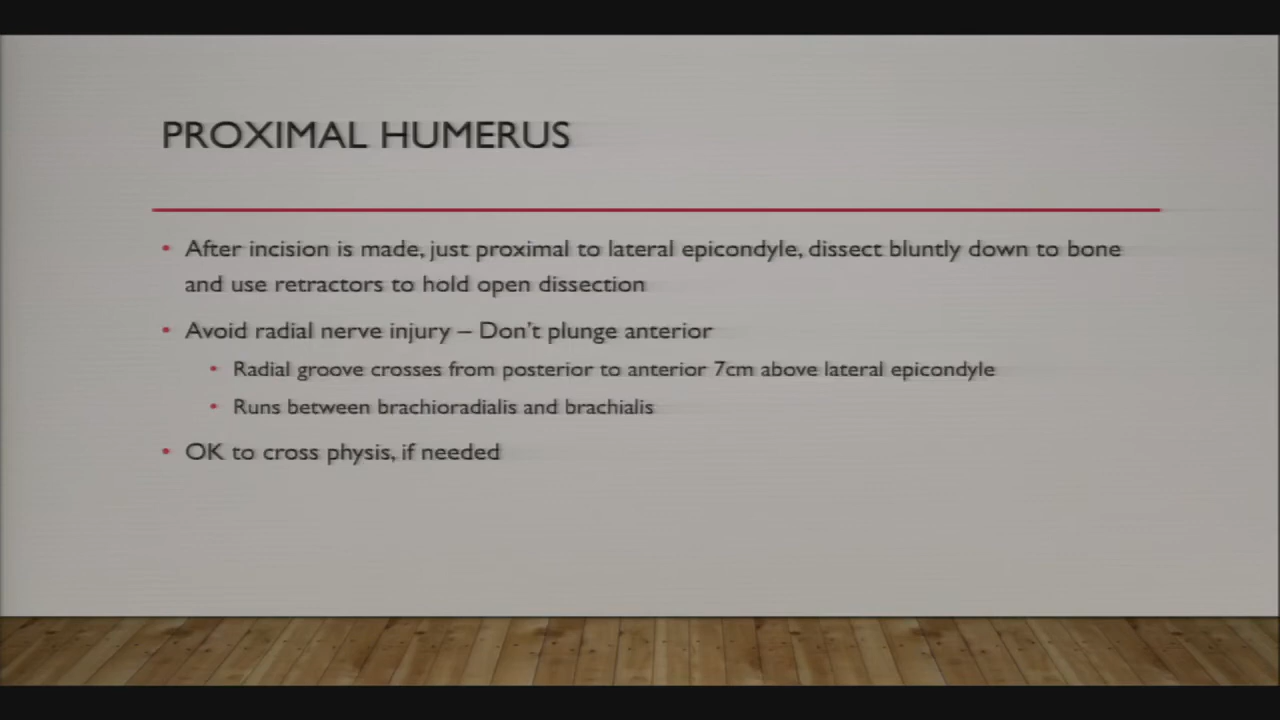 PROXIMAL HUMERUS
• After incision is made, just proximal to lateral epicondyle, dissect bluntly down to bone
and use retractors to hold open dissection
• Avoid radial nerve injury – Don't plunge anterior
• Radial groove crosses from posterior to anterior 7cm above lateral epicondyle
• Runs between brachioradialis and brachialis
• OK to cross physis, if needed